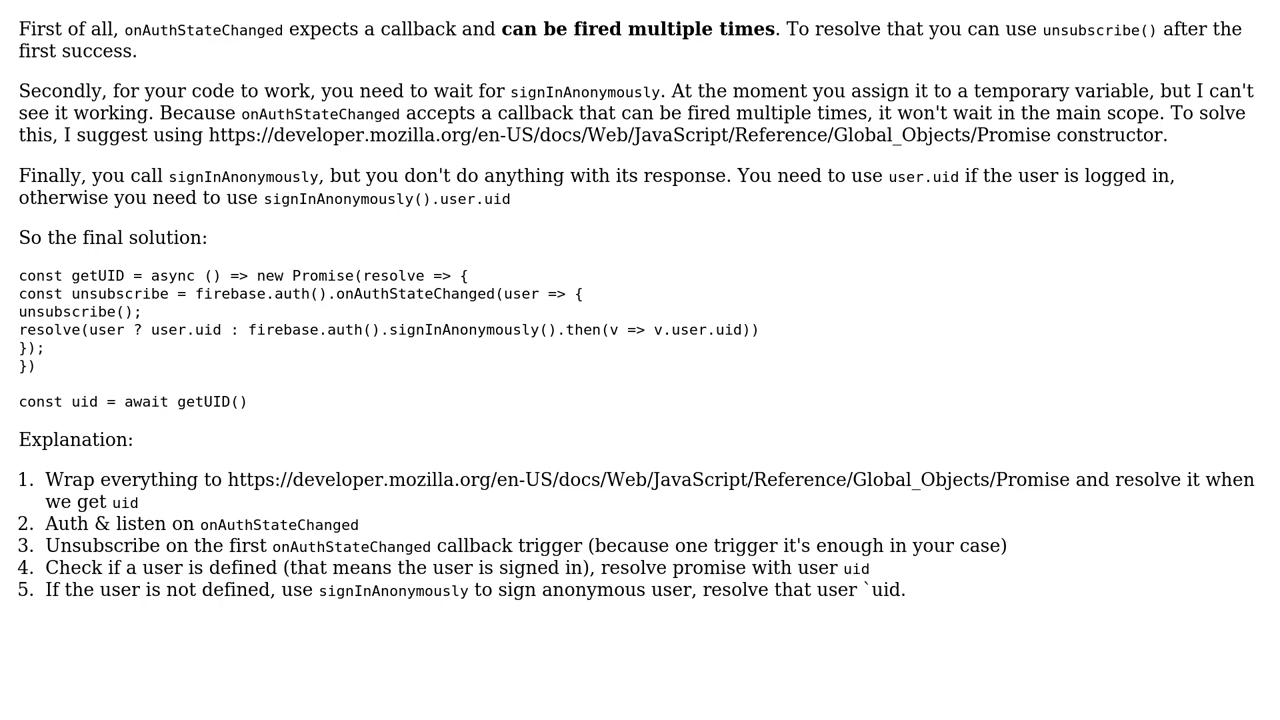 First of all, onAuthStateChanged expects a callback and can be fired multiple times. To resolve that you can use unsubscribe() after the
first success.
Secondly, for your code to work, you need to wait for signInAnonymously. At the moment you assign it to a temporary variable, but I can't
see it working. Because onAuthStateChanged accepts a callback that can be fired multiple times, it won't wait in the main scope. To solve
this, I suggest using https://developer.mozilla.org/en-US/docs/Web/JavaScript/Reference/Global_Objects/Promise constructor.
Finally, you call signInAnonymously, but you don't do anything with its response. You need to use user.uid if the user is logged in,
otherwise you need to use signInAnonymously().user.uid
So the final solution:
const getUID = async () => new Promise(resolve => {
const unsubscribe = firebase.auth().onAuthStateChanged(user => {
unsubscribe();
resolve(user ? user.uid : firebase.auth().signInAnonymously().then(v => v.user.uid))
});
})
const uid = await getUID()
Explanation:
1. Wrap everything to https://developer.mozilla.org/en-US/docs/Web/JavaScript/Reference/Global_Objects/Promise and resolve it when
we get uid
2. Auth & listen on onAuthStateChanged
3. Unsubscribe on the first onAuthStateChanged callback trigger (because one trigger it's enough in your case)
4. Check if a user is defined (that means the user is signed in), resolve promise with user uid
5. If the user is not defined, use signInAnonymously to sign anonymous user, resolve that user `uid.